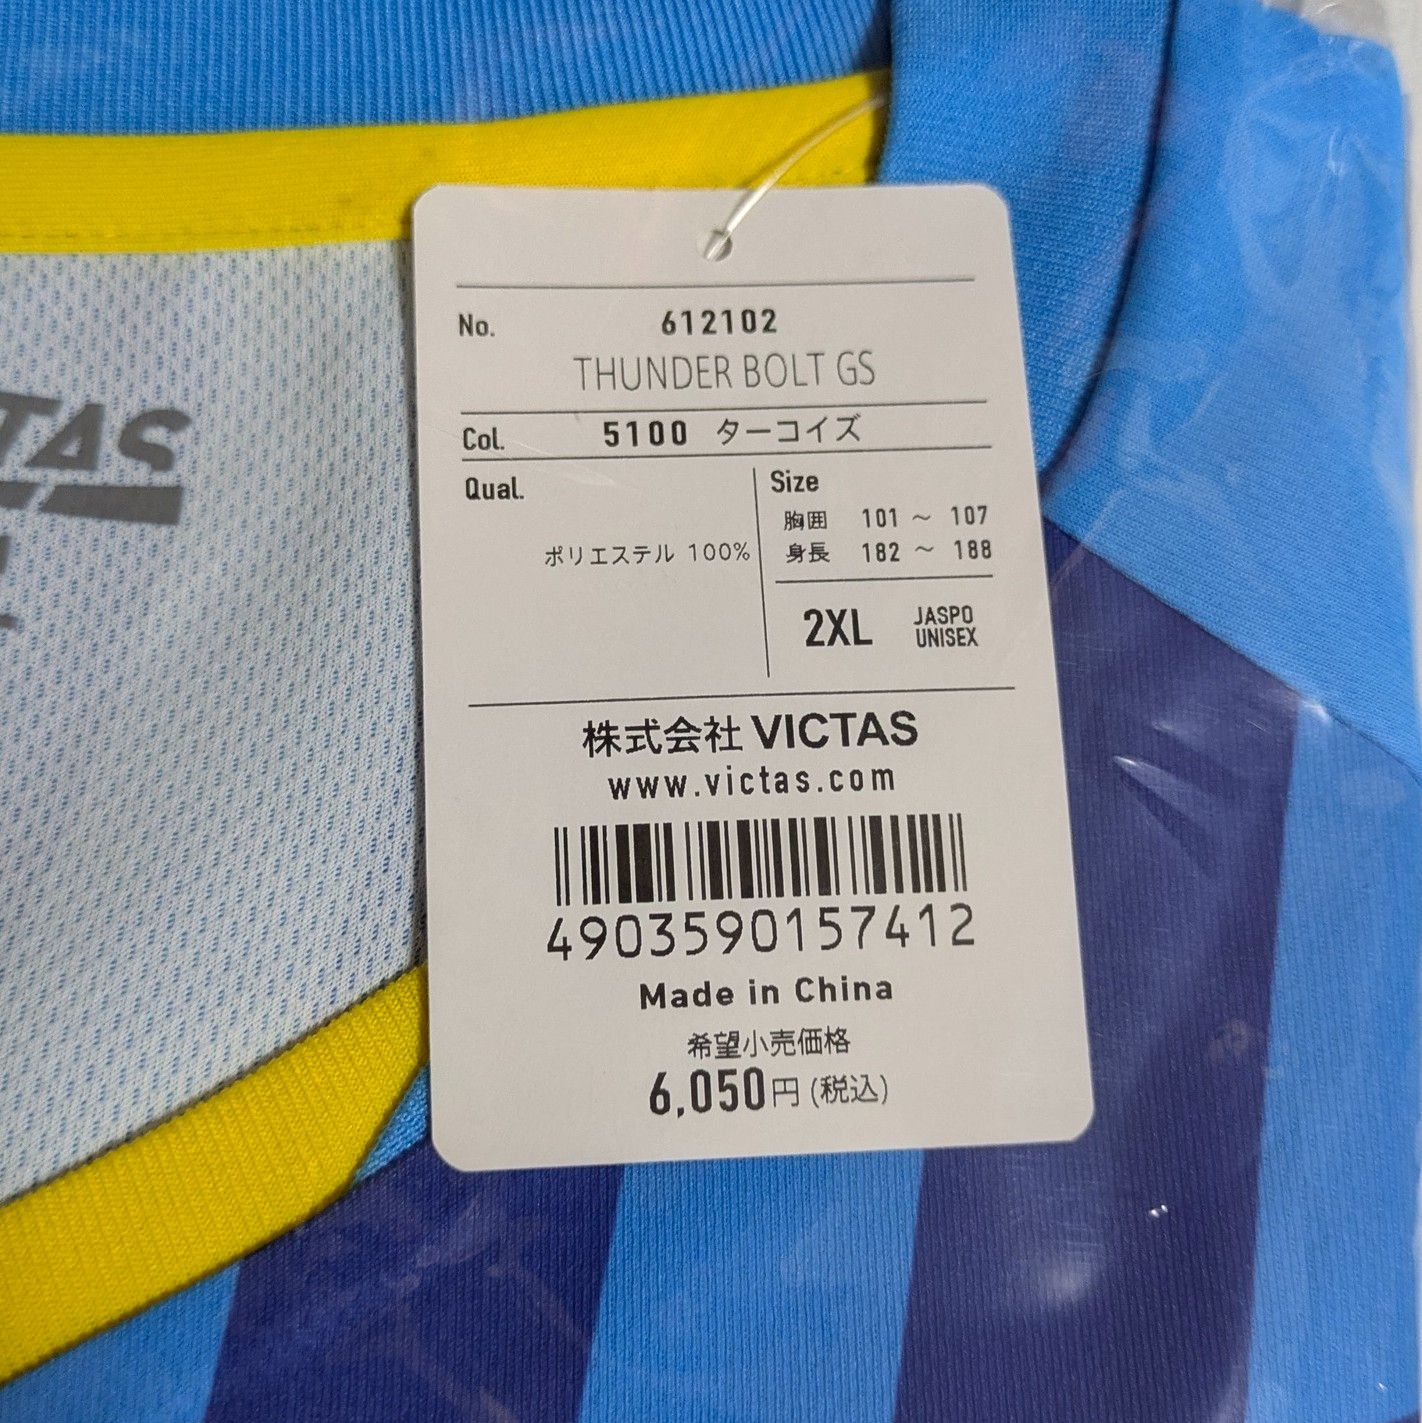 No. 612102
THUNDER BOLT GS
Col. 5100 ターコイズ
Qual.
ポリエステル 100%
Size
胸囲 101 ～ 107
身長 182 ～ 188
2XL
JASPO
UNISEX
株式会社 VICTAS
www.victas.com
4903590157412
Made in China
希望小売価格
6,050円 (税込)